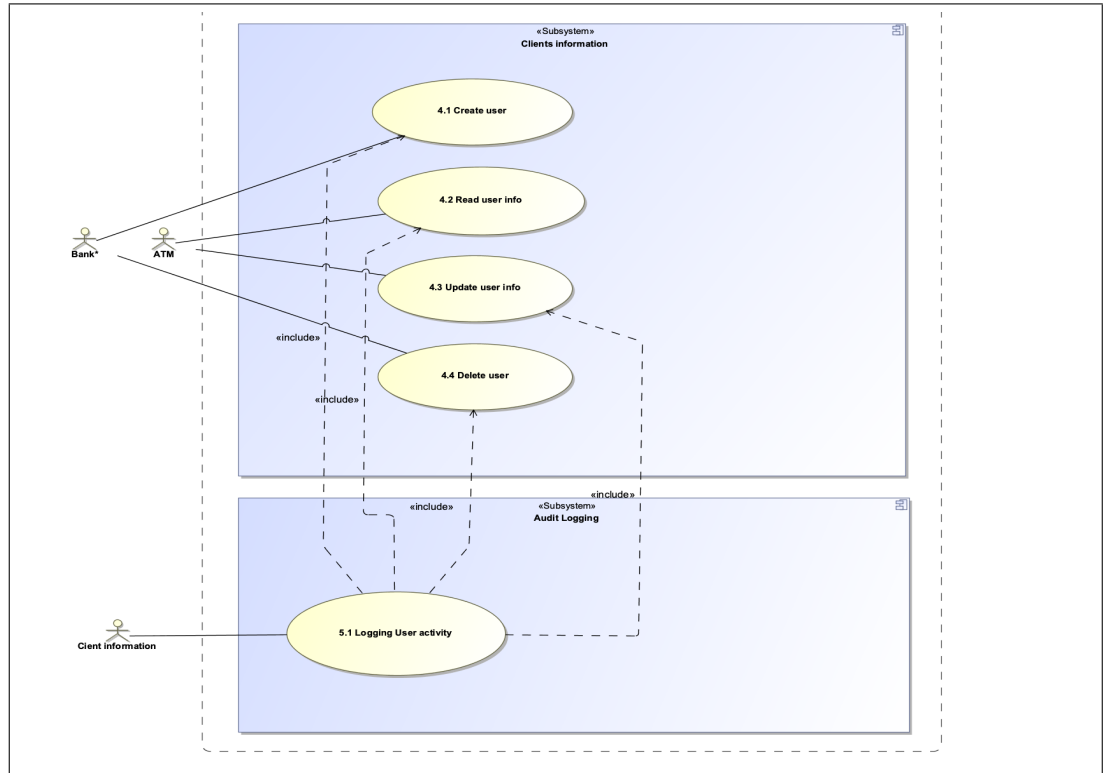 «Subsystem»
Clients information
4.1 Create user
4.2 Read user info
Bank*
ATM
4.3 Update user info
«include»
4.4 Delete user
«include»
«include»
«include»
«Subsystem»
Audit Logging
5.1 Logging User activity
Cient information